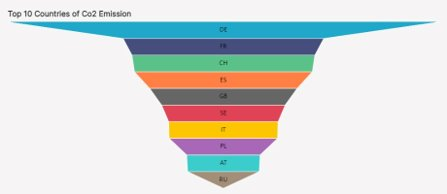 Top 10 Countries of Co2 Emission
DE
FR
CH
ES
GB
SE
IT
PL
AT
RU